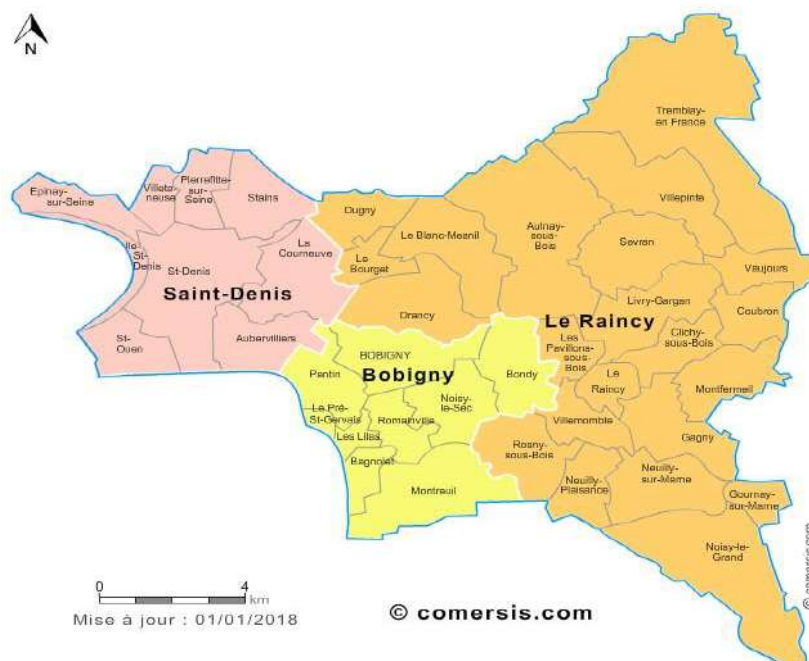 N
Tremblay-
en France
Epinay-
sur-Seine
Villeta-
neuse
Pierrefitte-
sur-
Seine
Stains
Dugny
Le Blanc-Mesnil
Aulnay-
sous-
Bois
Villepinte
Sevran
Vaujours
Ile
St-
Denis
St-Denis
La
Courneuve
Le
Bourget
Saint-Denis
Livry-Gargan
Coubron
Drancy
Le Raincy
St-
Ouen
Aubervilliers
Les
Pavillons-
sous-
Bois
Clichy-
sous-Bois
BOBIGNY
Bobigny
Pantin
Bondy
Le
Raincy
Montfermeil
Le Pré-
St-Gervais
Romainville
Noisy-
le-Sec
Les Lilas
Villemomble
Gagny
Bagnolet
Rosny-
sous-Bois
Montreuil
Neuilly-
Plaisance
Neuilly-
sur-Marne
Gournay-
sur-Marne
Noisy-le-
Grand
0
4
km
Mise à jour : 01/01/2018
© comersis.com
© comersis.com